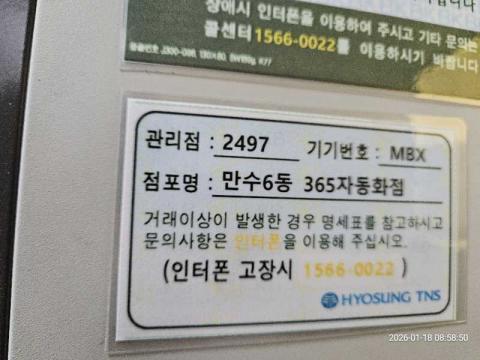 장애시 인터폰을 이용하여 주시고 기타 문의는
콜센터1566-0022를 이용하시기 바랍니다
관리점 : 2497 기기번호 : MBX
점포명 : 만수6동 365자동화점
거래이상이 발생한 경우 명세표를 참고하시고
문의사항은 인터폰을 이용해 주십시오.
(인터폰 고장시 1566-0022 )
HYOSUNG TNS
2026-01-18 08:58:50